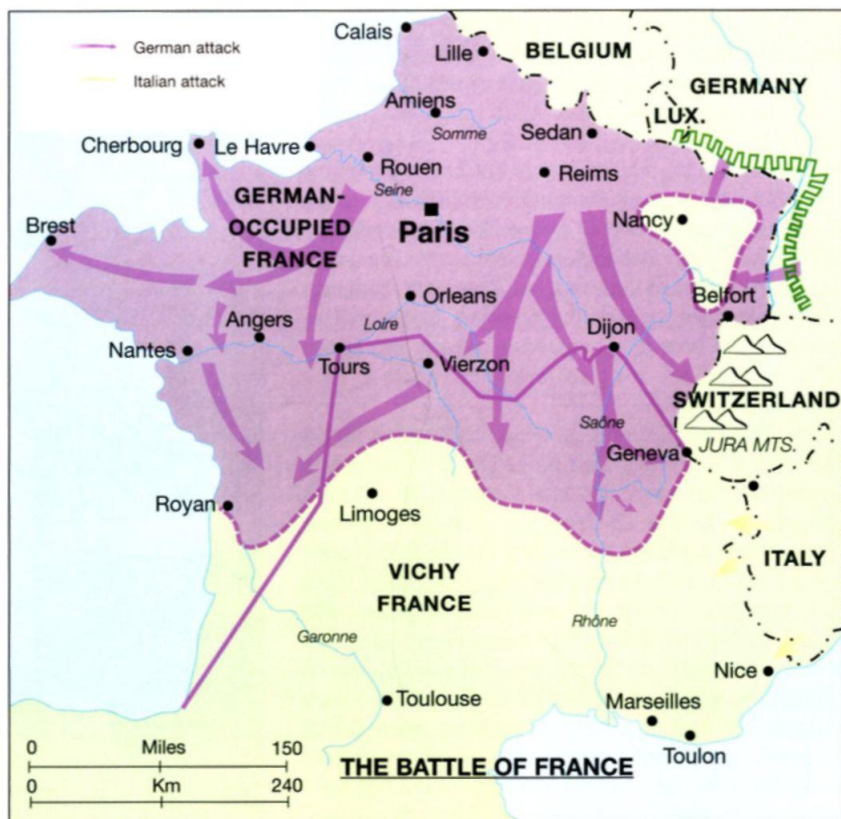 German attack
Italian attack
Calais
Lille
BELGIUM
GERMANY
LUX.
Amiens
Somme
Sedan
Cherbourg
Le Havre
Rouen
Reims
Seine
GERMAN-
OCCUPIED
FRANCE
Paris
Nancy
Brest
Orleans
Belfort
Angers
Loire
Dijon
Nantes
Tours
Vierzon
SWITZERLAND
Saône
JURA MTS.
Geneva
Royan
Limoges
ITALY
VICHY
FRANCE
Garonne
Rhône
Nice
Toulouse
Marseilles
Toulon
0 Miles 150
0 Km 240
THE BATTLE OF FRANCE